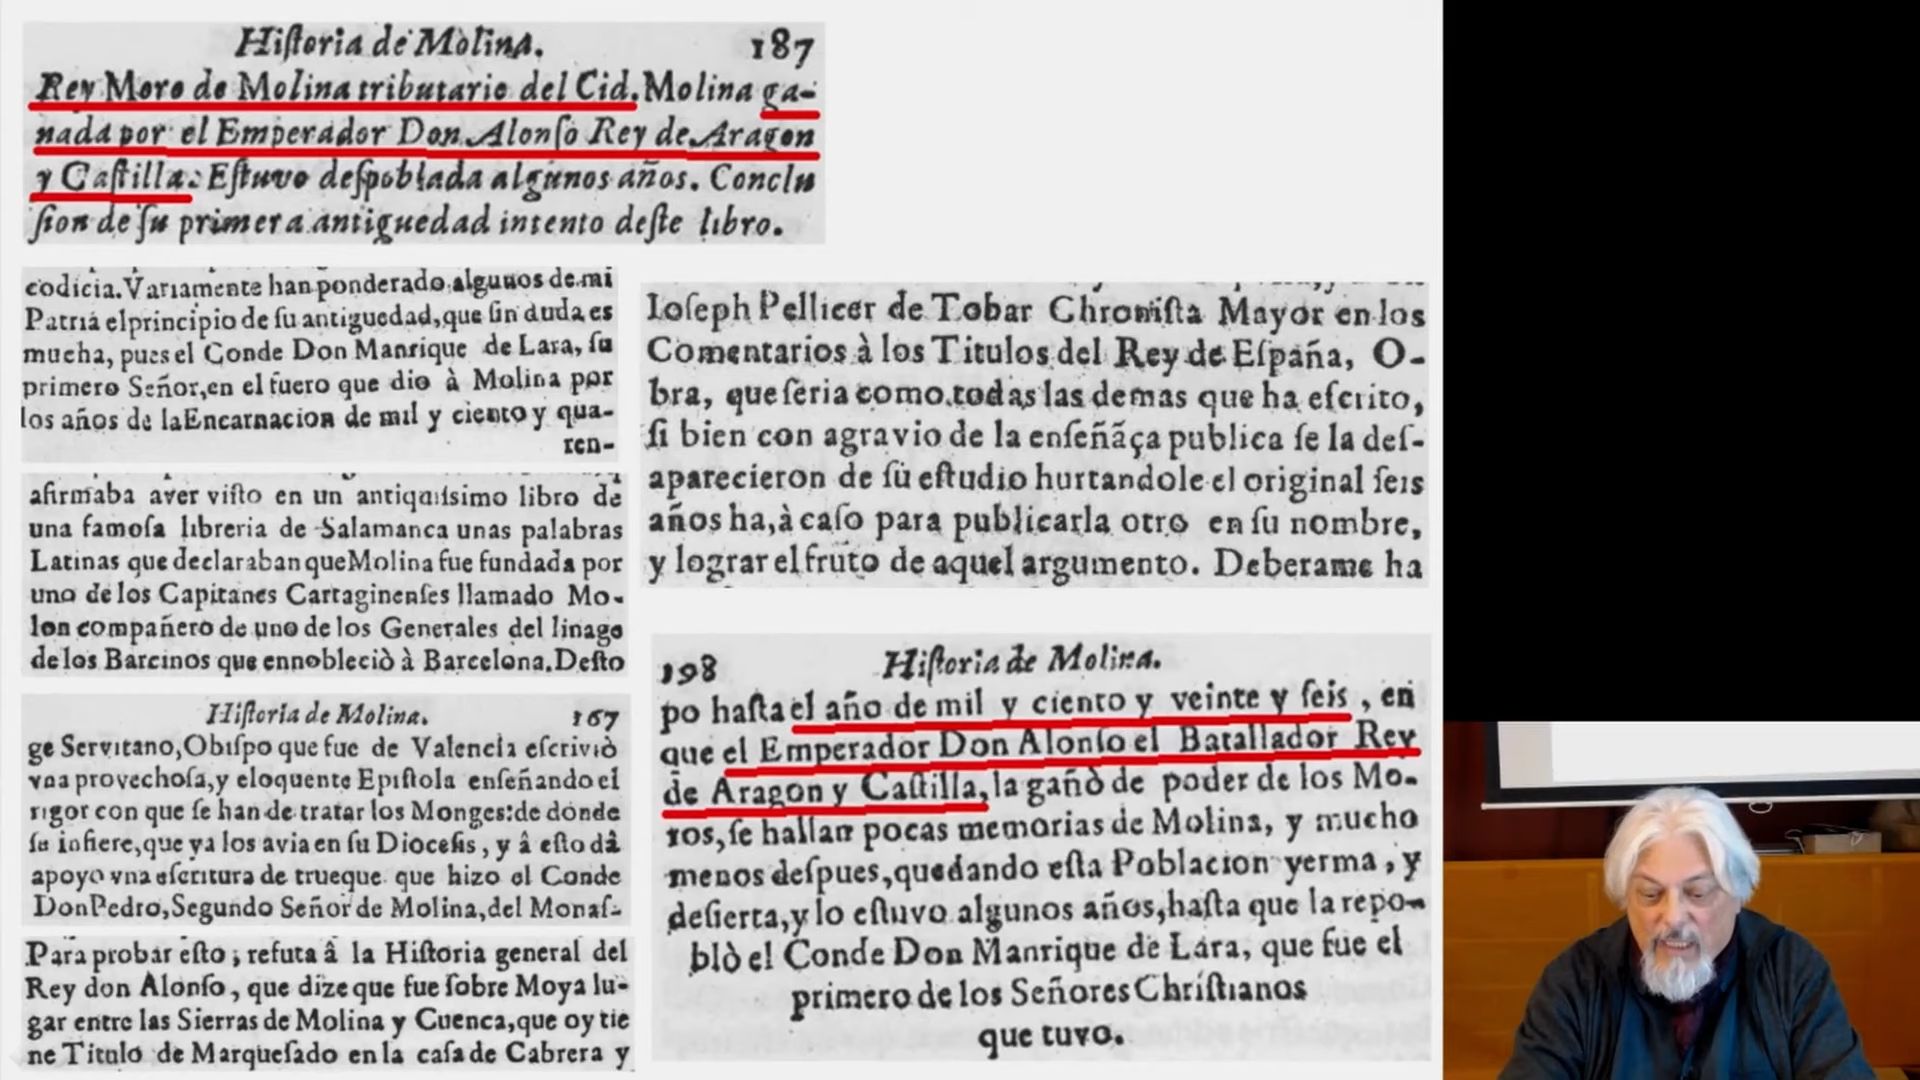 Hiſtoria de Molina. 187
Rey Moro de Molina tributario del Cid. Molina ga-
nada por el Emperador Don Alonſo Rey de Aragon
y Caſtilla. Eſtuvo deſpoblada algunos años. Conclu
ſion de ſu primera antiguedad intento deſte libro.
codicia. Variamente han ponderado algunos de mi
Patria el principio de ſu antiguedad, que ſin duda es
mucha, pues el Conde Don Manrique de Lara, ſu
primero Señor, en el fuero que dio à Molina por
los años de la Encarnacion de mil y ciento y qua-
ren-
afirmaba aver viſto en un antiquiſsimo libro de
una famoſa libreria de Salamanca unas palabras
Latinas que declaraban que Molina fue fundada por
uno de los Capitanes Cartaginenſes llamado Mo-
lon compañero de uno de los Generales del linage
de los Barcinos que ennobleciò à Barcelona. Deſto
Hiſtoria de Molina. 167
ge Servitano, Obiſpo que fue de Valencia eſcriviò
vna provechoſa, y eloquente Epiſtola enſeñando el
rigor con que ſe han de tratar los Monges: de donde
ſe infiere, que ya los avia en ſu Dioceſis, y â eſto dâ
apoyo vna eſcritura de trueque que hizo el Conde
Don Pedro, Segundo Señor de Molina, del Monaſ-
Para probar eſto, refuta â la Hiſtoria general del
Rey don Alonſo, que dize que fue ſobre Moya lu-
gar entre las Sierras de Molina y Cuenca, que oy tie
ne Titulo de Marqueſado en la caſa de Cabrera y
Ioſeph Pellicer de Tobar Chroniſta Mayor en los
Comentarios à los Titulos del Rey de Eſpaña, O-
bra, que ſeria como todas las demas que ha eſcrito,
ſi bien con agravio de la enſeñãça publica ſe la deſ-
aparecieron de ſu eſtudio hurtandole el original ſeis
años ha, à caſo para publicarla otro en ſu nombre,
y lograr el fruto de aquel argumento. Deberame ha
198 Hiſtoria de Molina.
po haſta el año de mil y ciento y veinte y ſeis, en
que el Emperador Don Alonſo el Batallador Rey
de Aragon y Caſtilla, la gañò de poder de los Mo-
ros, ſe hallan pocas memorias de Molina, y mucho
menos deſpues, quedando eſta Poblacion yerma, y
deſierta, y lo eſtuvo algunos años, haſta que la repo-
blò el Conde Don Manrique de Lara, que fue el
primero de los Señores Chriſtianos
que tuvo.